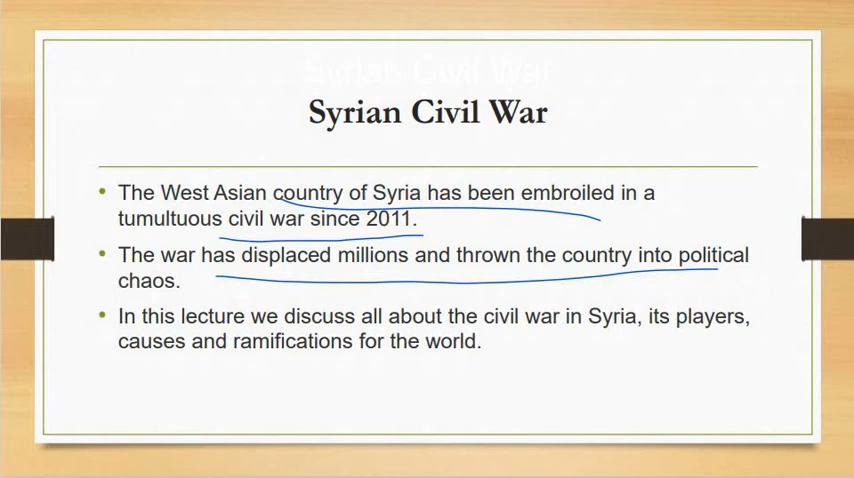 Syrian Civil War
Syrian Civil War
• The West Asian country of Syria has been embroiled in a
tumultuous civil war since 2011.
• The war has displaced millions and thrown the country into political
chaos.
• In this lecture we discuss all about the civil war in Syria, its players,
causes and ramifications for the world.